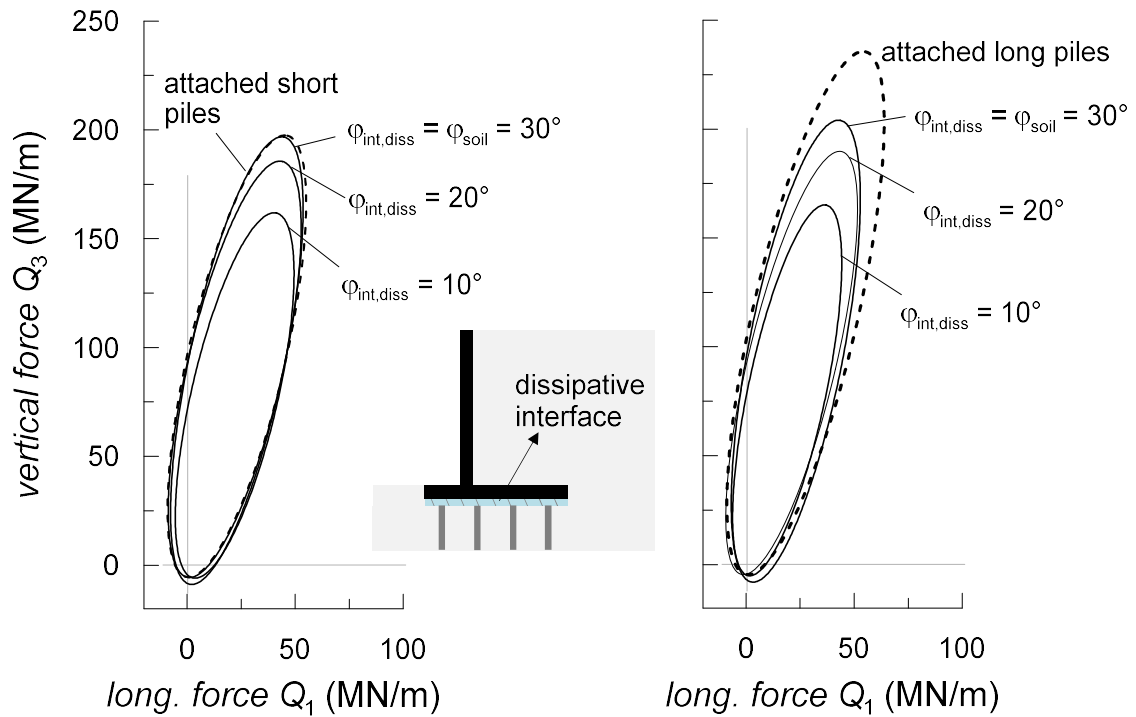 250
200
150
100
50
0
vertical force Q₃ (MN/m)
attached short
piles
φint,diss = φsoil = 30°
φint,diss = 20°
φint,diss = 10°
0 50 100
long. force Q₁ (MN/m)
dissipative
interface
attached long piles
φint,diss = φsoil = 30°
φint,diss = 20°
φint,diss = 10°
0 50 100
long. force Q₁ (MN/m)